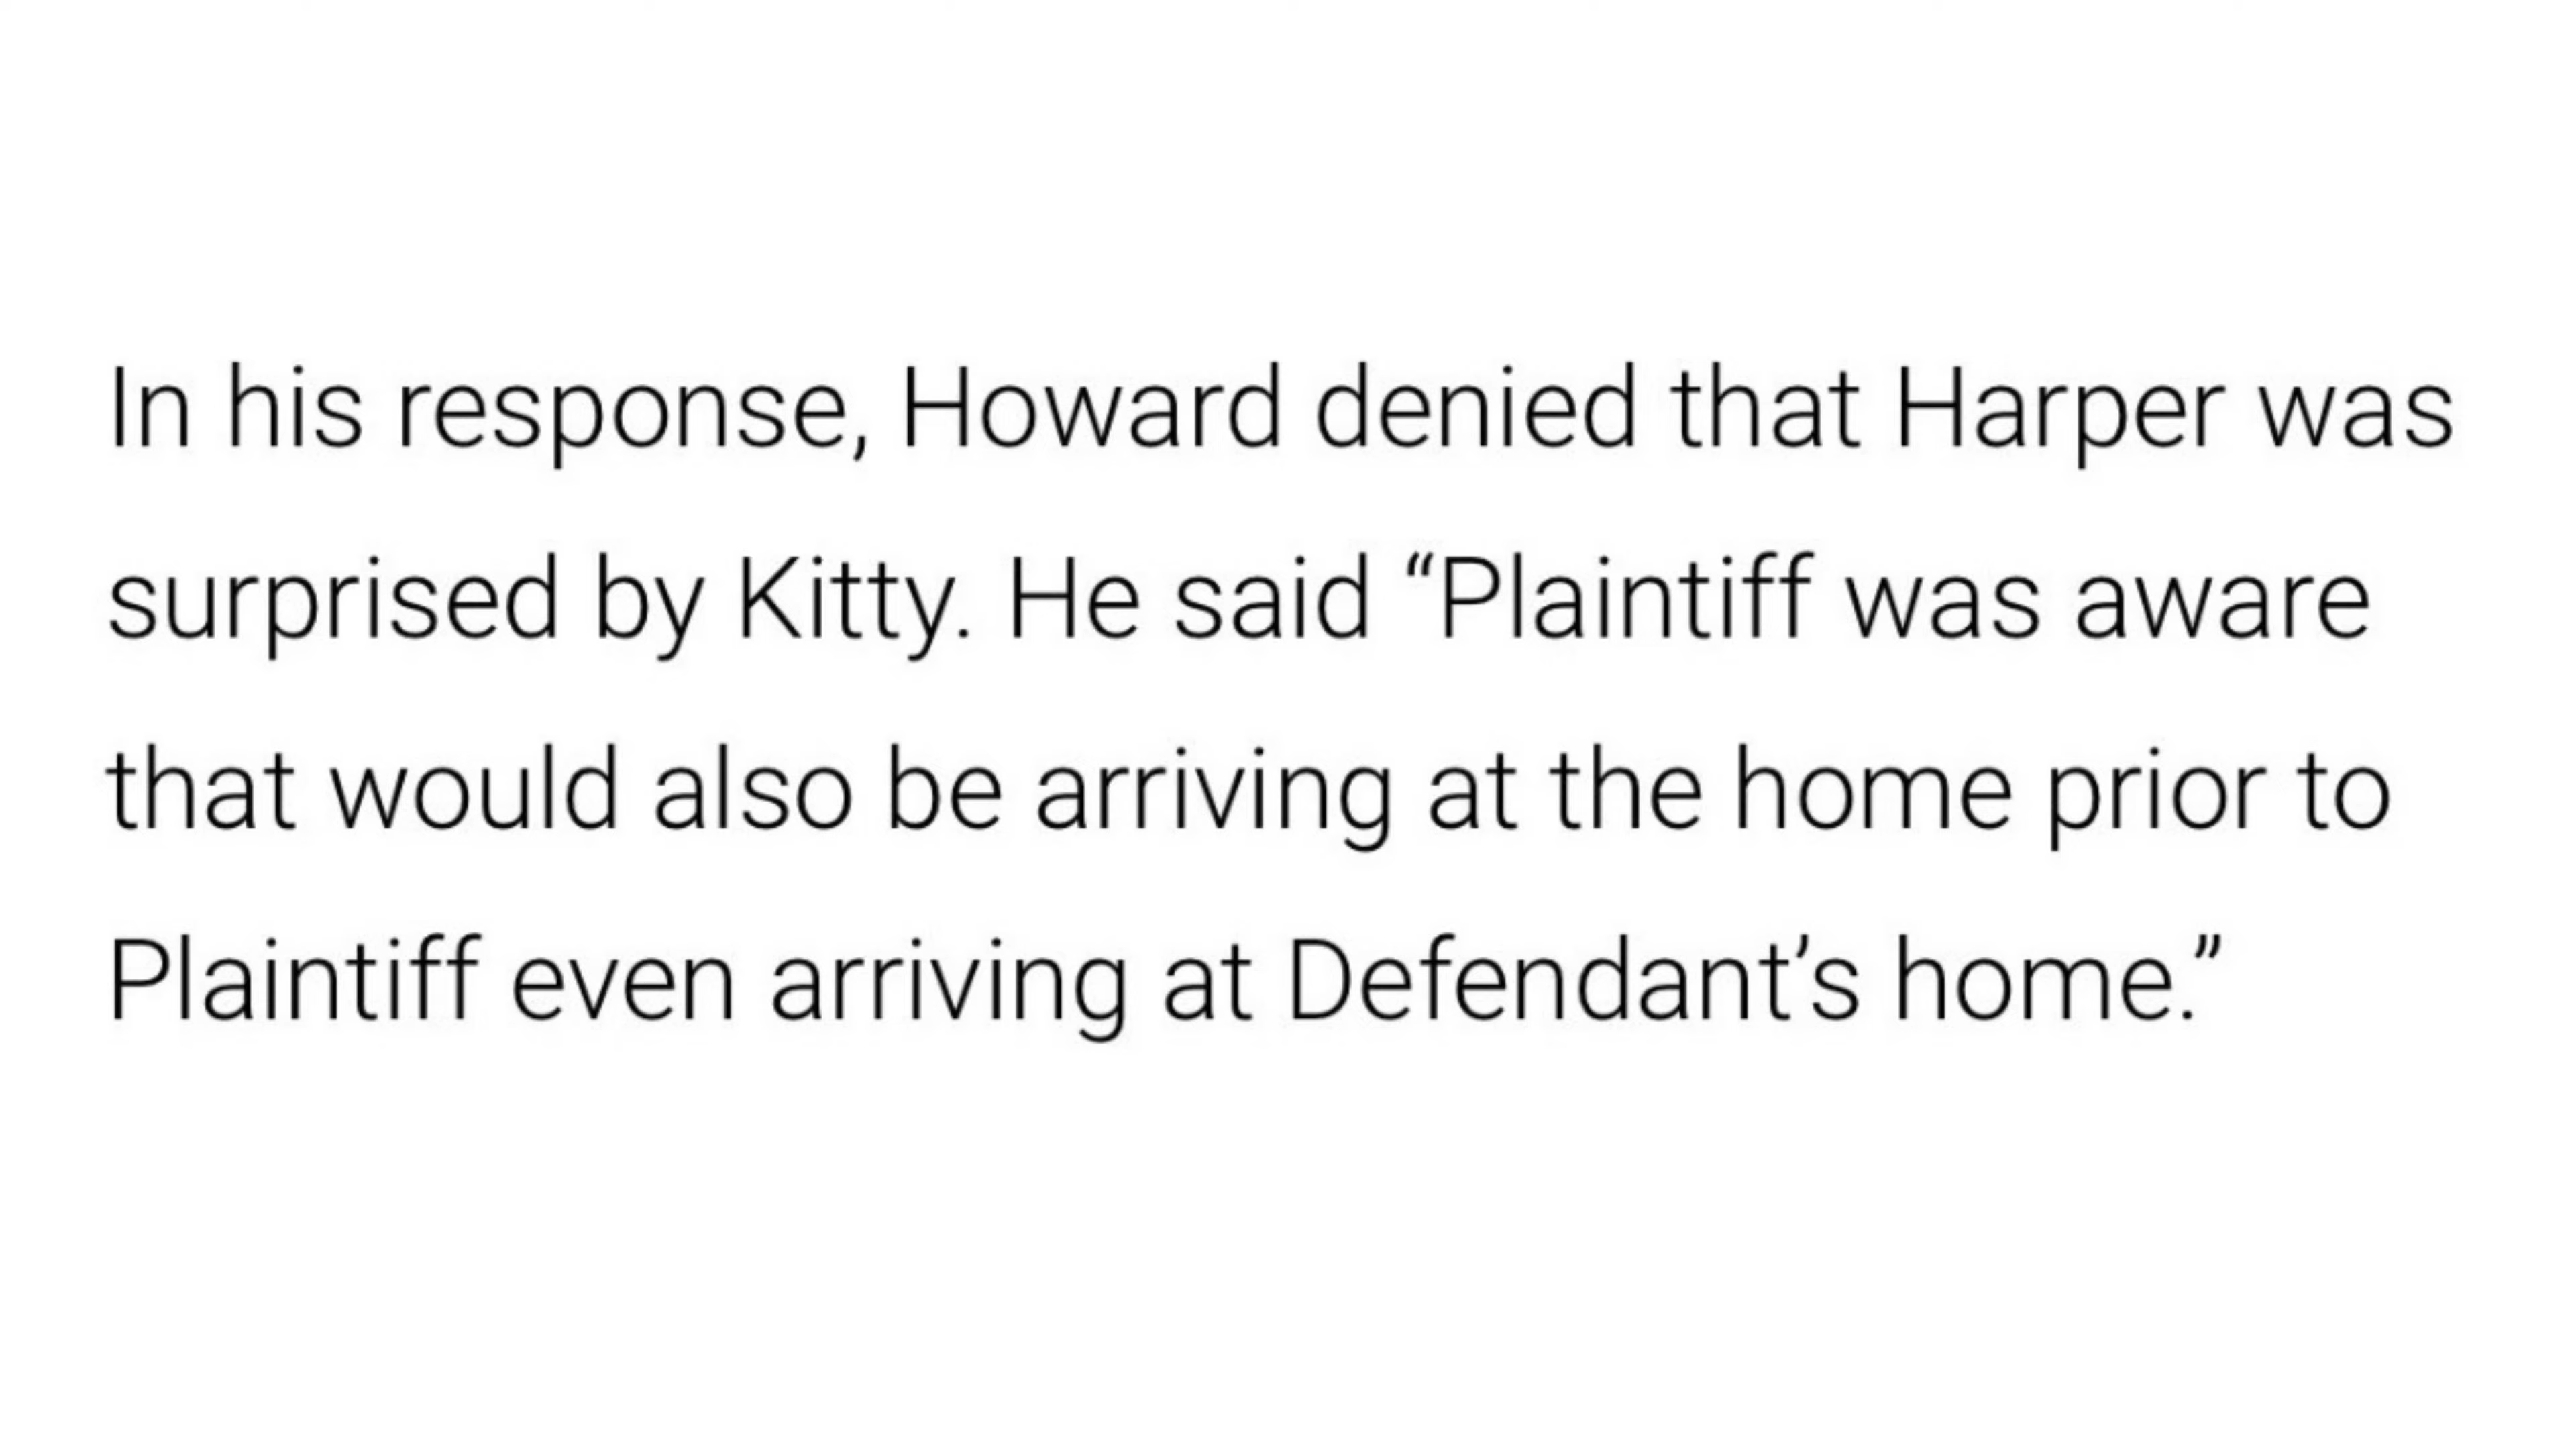 In his response, Howard denied that Harper was
surprised by Kitty. He said “Plaintiff was aware
that would also be arriving at the home prior to
Plaintiff even arriving at Defendant’s home.”